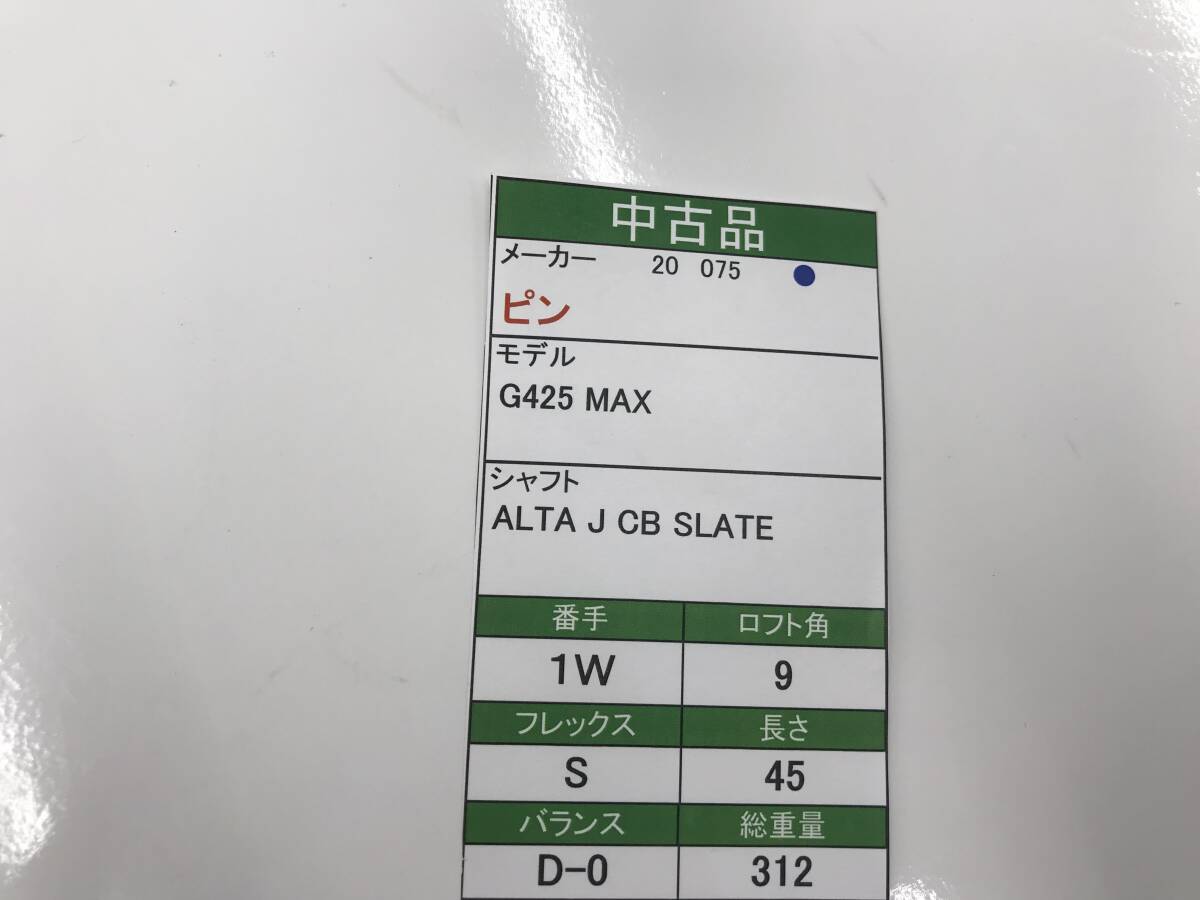 中古品
メーカー 20 075
ピン
モデル
G425 MAX
シャフト
ALTA J CB SLATE
番手 ロフト角
1W 9
フレックス 長さ
S 45
バランス 総重量
D-0 312